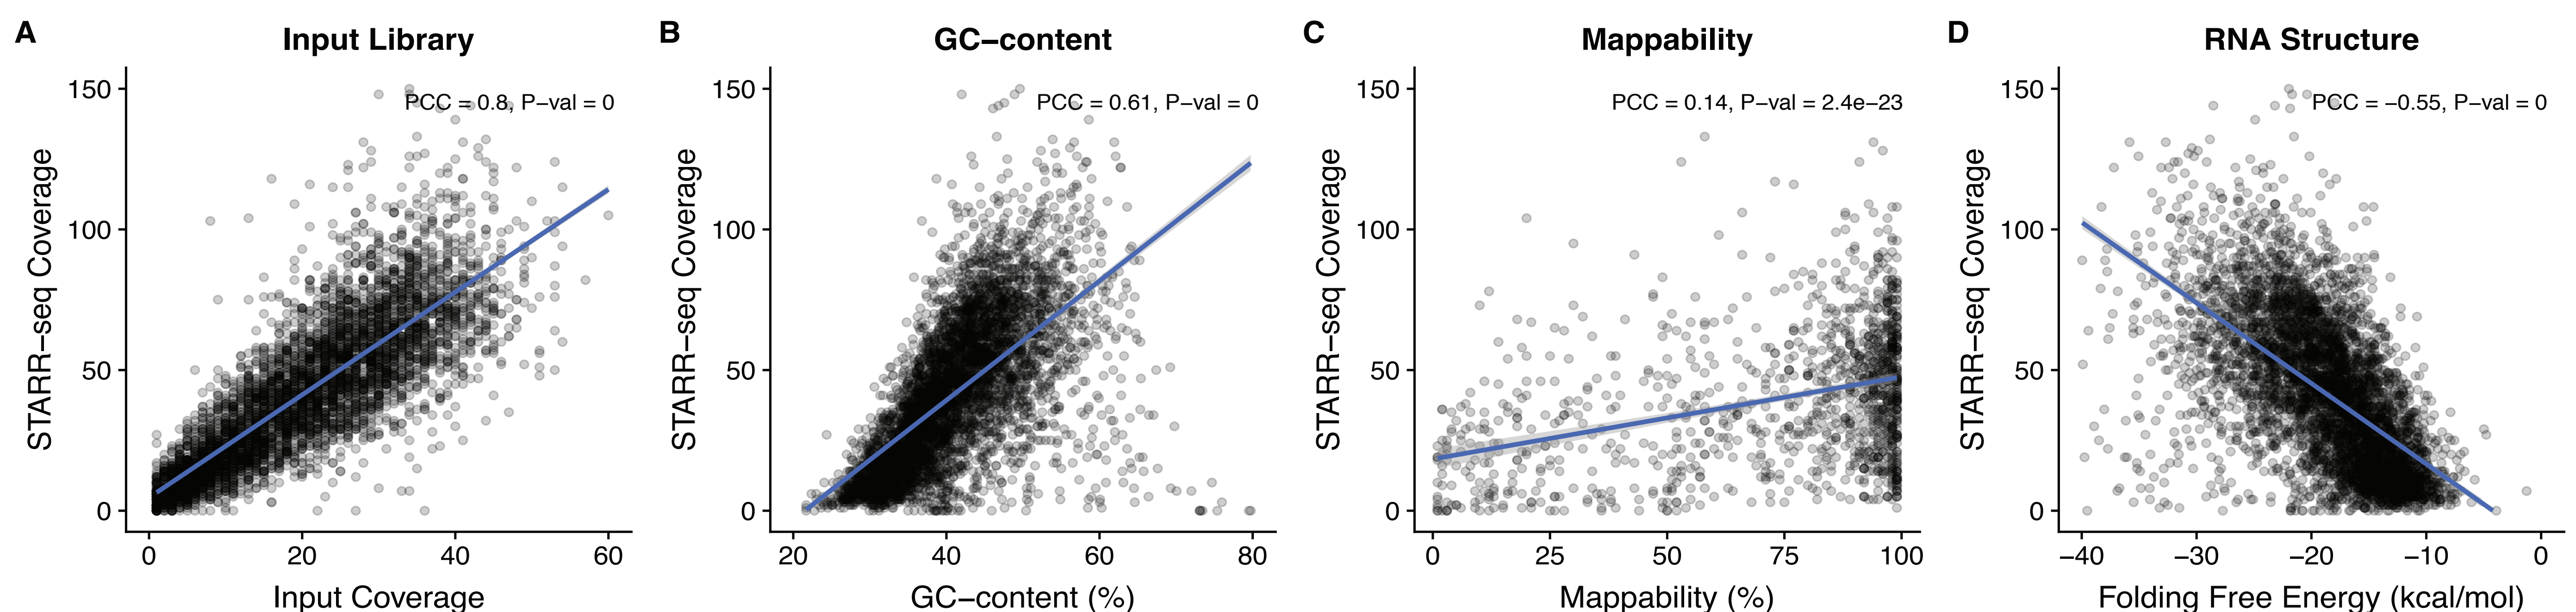 A
Input Library
PCC = 0.8, P−val = 0
150
100
50
0
STARR−seq Coverage
0 20 40 60
Input Coverage
B
GC−content
PCC = 0.61, P−val = 0
150
100
50
0
STARR−seq Coverage
20 40 60 80
GC−content (%)
C
Mappability
PCC = 0.14, P−val = 2.4e−23
150
100
50
0
STARR−seq Coverage
0 25 50 75 100
Mappability (%)
D
RNA Structure
PCC = −0.55, P−val = 0
150
100
50
0
STARR−seq Coverage
−40 −30 −20 −10 0
Folding Free Energy (kcal/mol)